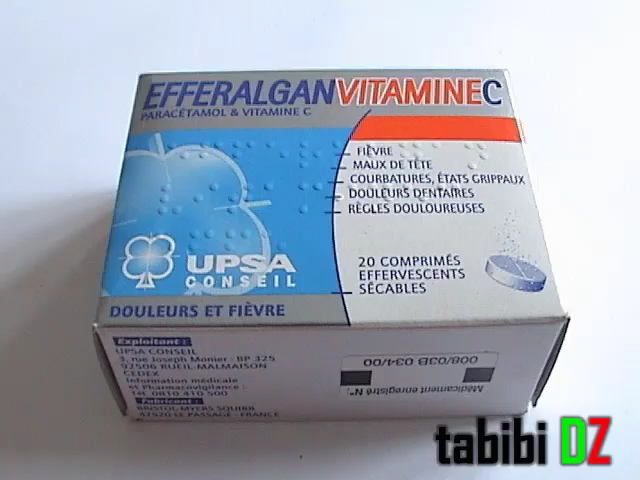 EFFERALGANVITAMINEC
PARACÉTAMOL & VITAMINE C
FIÈVRE
MAUX DE TÊTE
COURBATURES, ÉTATS GRIPPAUX
DOULEURS DENTAIRES
RÈGLES DOULOUREUSES
UPSA
CONSEIL
20 COMPRIMÉS
EFFERVESCENTS
SÉCABLES
DOULEURS ET FIÈVRE
Exploitant :
UPSA CONSEIL
3, rue Joseph Monier - BP 325
92506 RUEIL-MALMAISON
CEDEX
Information médicale
et Pharmacovigilance :
Tél. 0810 410 500
Fabricant :
BRISTOL-MYERS SQUIBB
47520 LE PASSAGE - FRANCE
Médicament enregistré N°:
008/03B 034/00
tabibi DZ